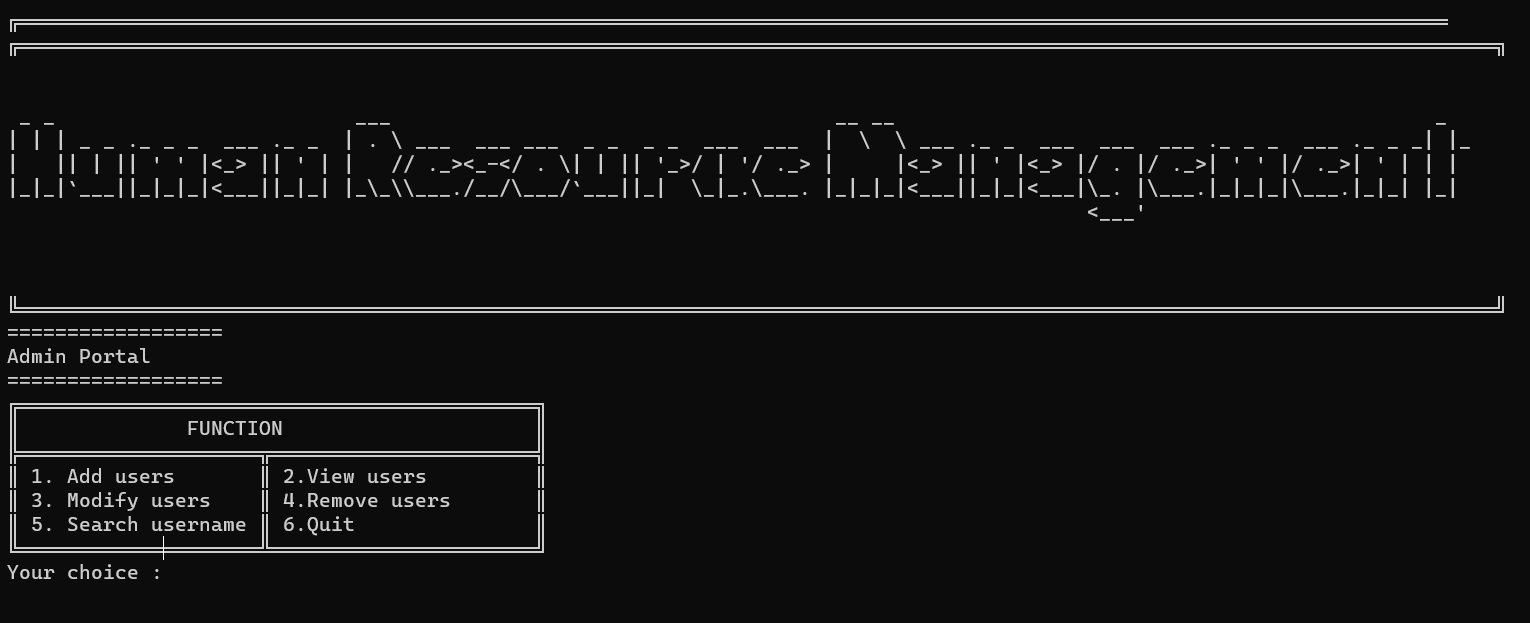 Human Resource Management
Admin Portal
FUNCTION
1. Add users 2.View users
3. Modify users 4.Remove users
5. Search username 6.Quit
Your choice :